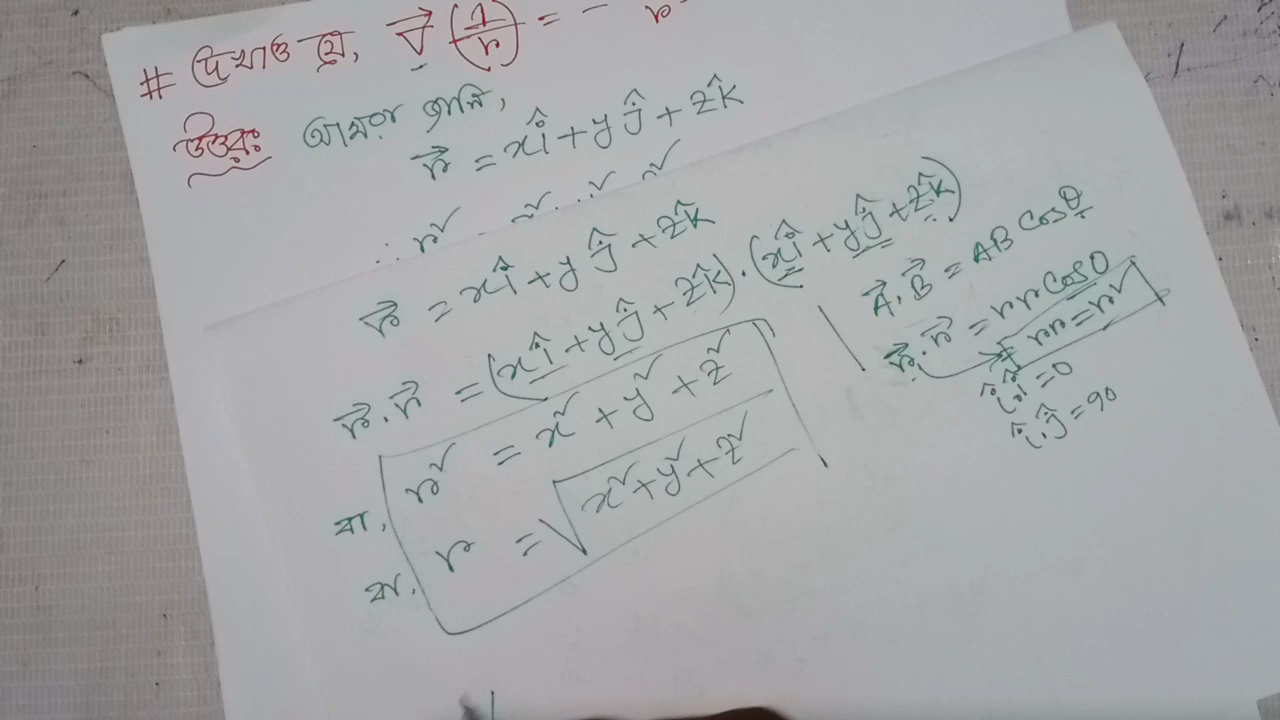 # দেখাও যে, ∇⃗ (1/r) = − r
উত্তরঃ আমরা জানি,
r⃗ = xî + yĵ + zk̂
∴ r²
r⃗ = xî + yĵ + zk̂
r⃗.r⃗ = (xî + yĵ + zk̂).(xî + yĵ + zk̂)
বা, r² = x² + y² + z²
বা, r = √x²+y²+z²
A⃗.B⃗ = AB Cosθ
r⃗.r⃗ = rr Cos0
rr = r²
î.î = 0
î.ĵ = 90